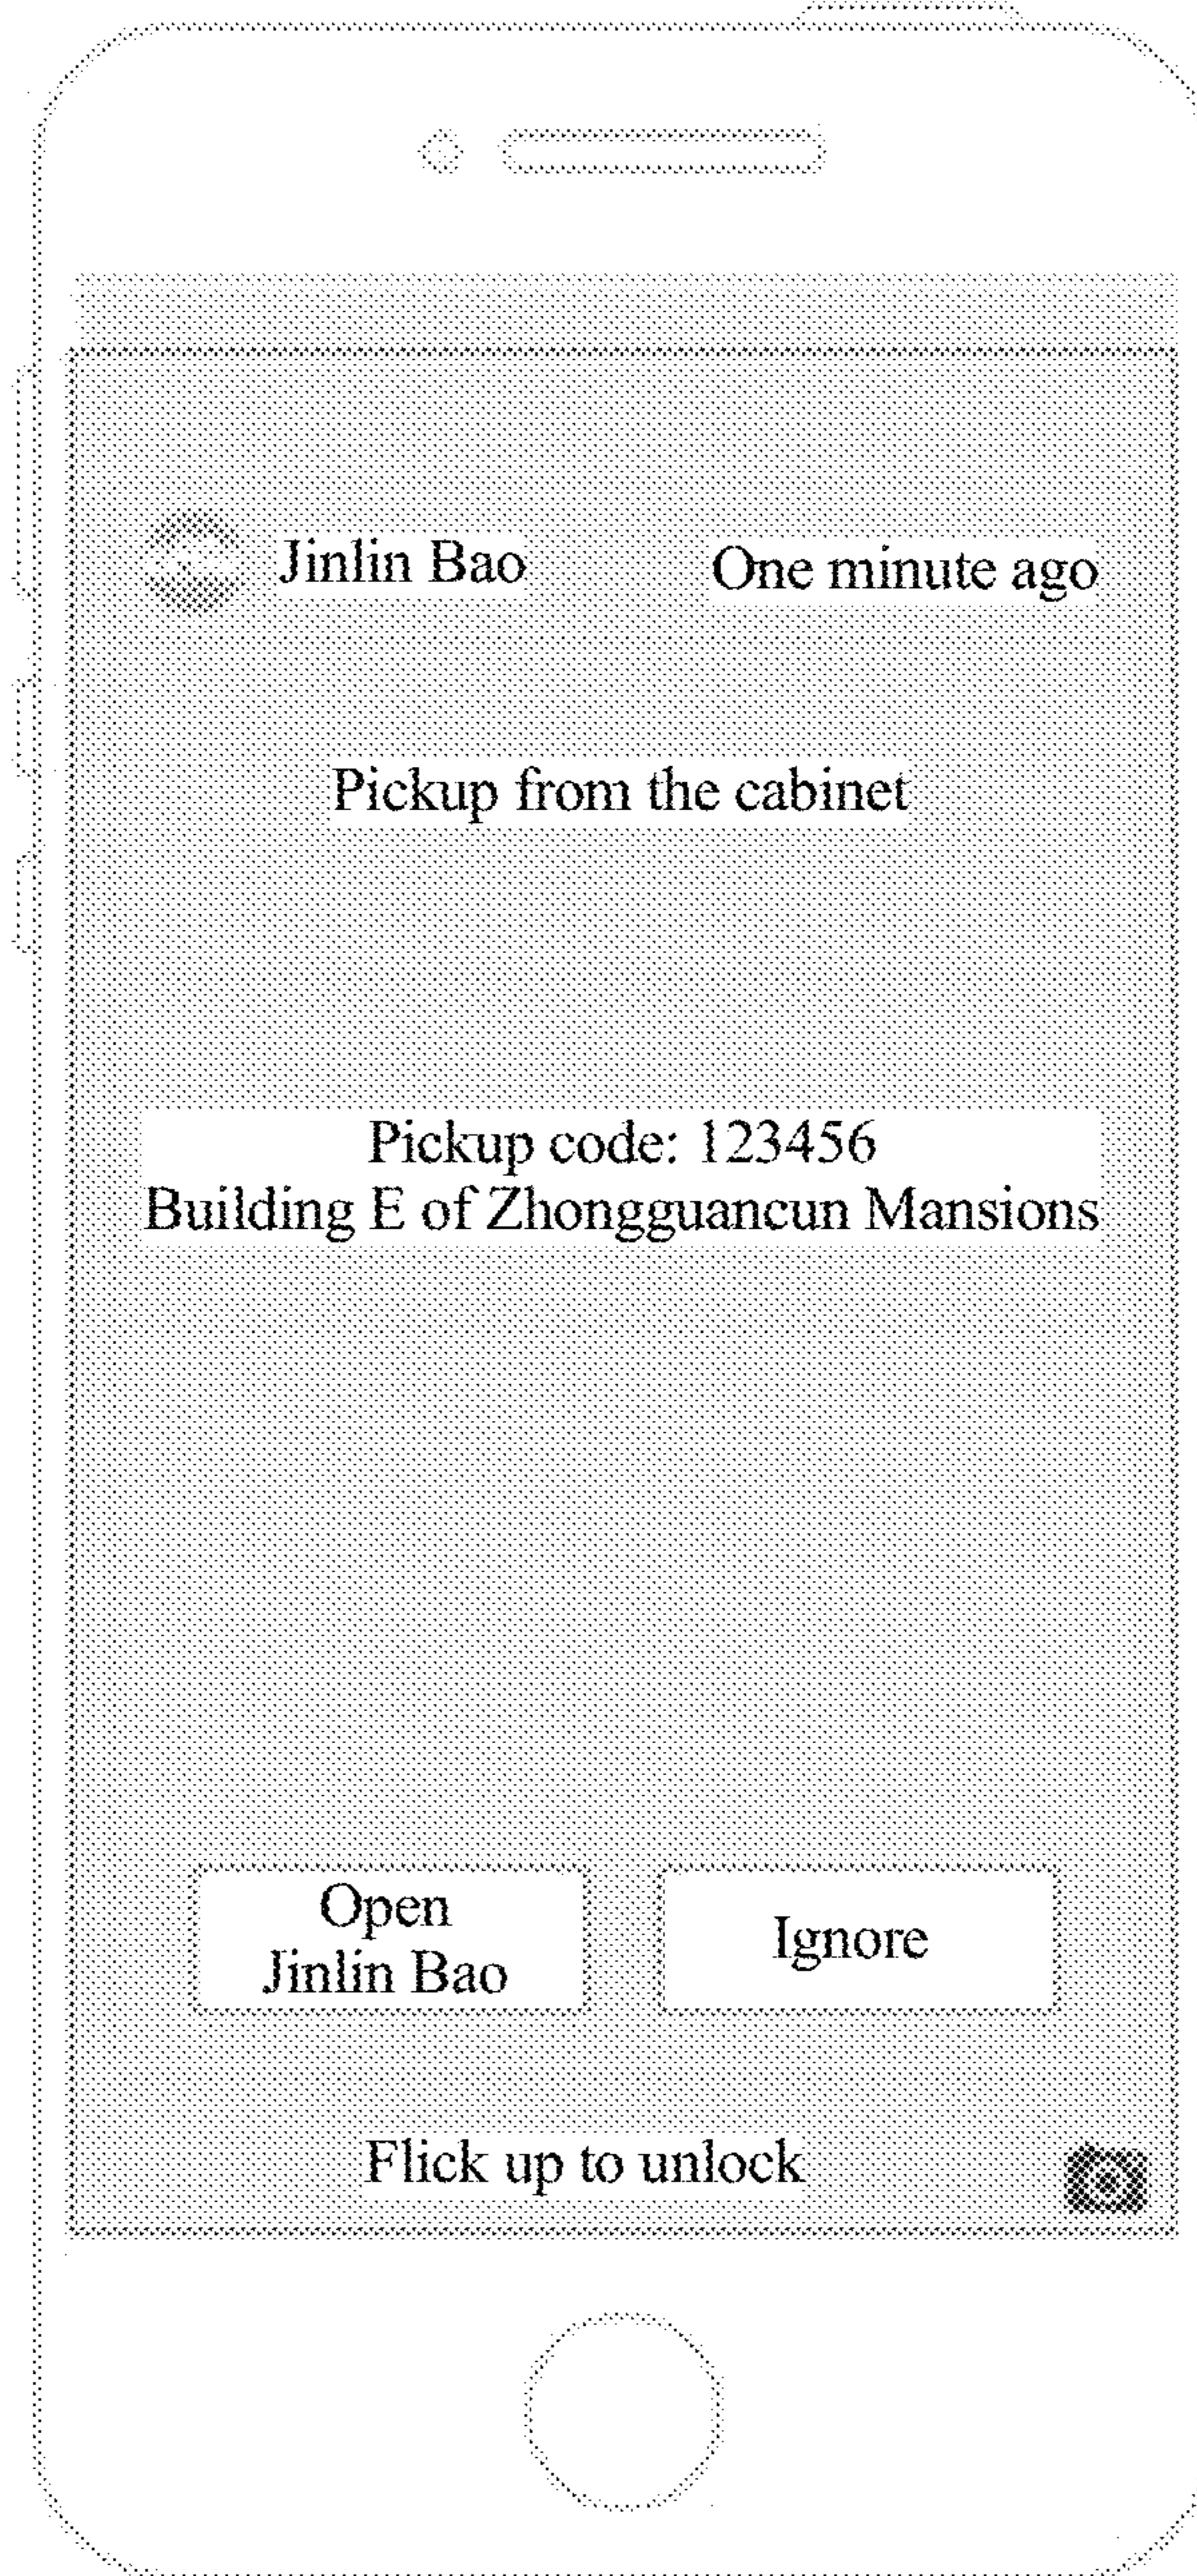 Jinlin Bao
One minute ago
Pickup from the cabinet
Pickup code: 123456
Building E of Zhongguancun Mansions
Open
Jinlin Bao
Ignore
Flick up to unlock